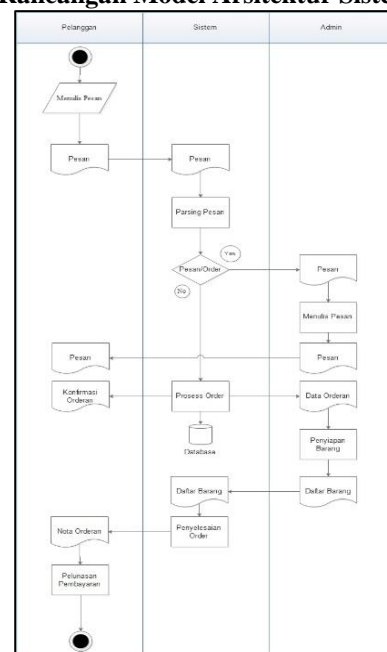 Rancangan Model Arsitektur Sist
Pelanggan
Sistem
Admin
Menulis Pesan
Pesan
Pesan
Parsing Pesan
Yes
Pesan/Order
Pesan
No
Menulis Pesan
Pesan
Pesan
Konfirmasi
Orderan
Prosess Order
Data Orderan
Database
Penyiapan
Barang
Daftar Barang
Daftar Barang
Nota Orderan
Penyelesaian
Order
Pelunasan
Pembayaran